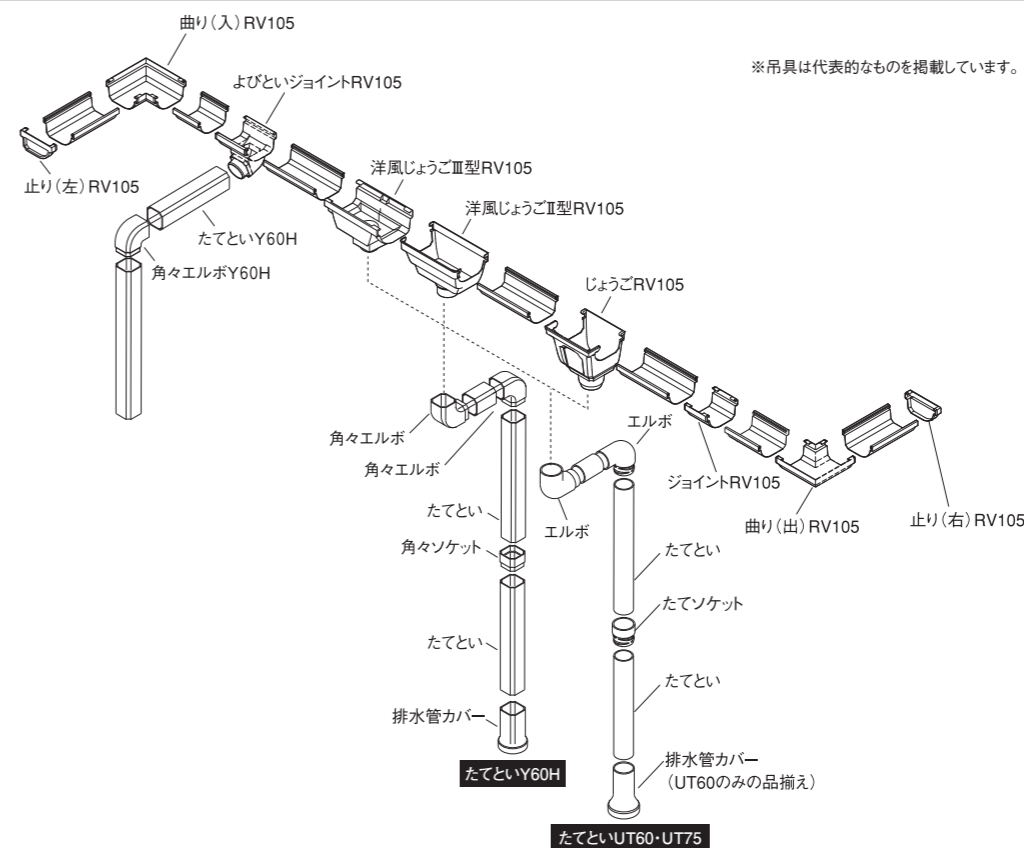 曲り（入）RV105
※吊具は代表的なものを掲載しています。
よびといジョイントRV105
洋風じょうごⅢ型RV105
止り（左）RV105
洋風じょうごⅡ型RV105
たてといY60H
角々エルボY60H
じょうごRV105
エルボ
角々エルボ
角々エルボ
ジョイントRV105
たてとい
エルボ
曲り（出）RV105
止り（右）RV105
角々ソケット
たてとい
たてソケット
たてとい
たてとい
排水管カバー
たてといY60H
排水管カバー
（UT60のみの品揃え）
たてといUT60・UT75